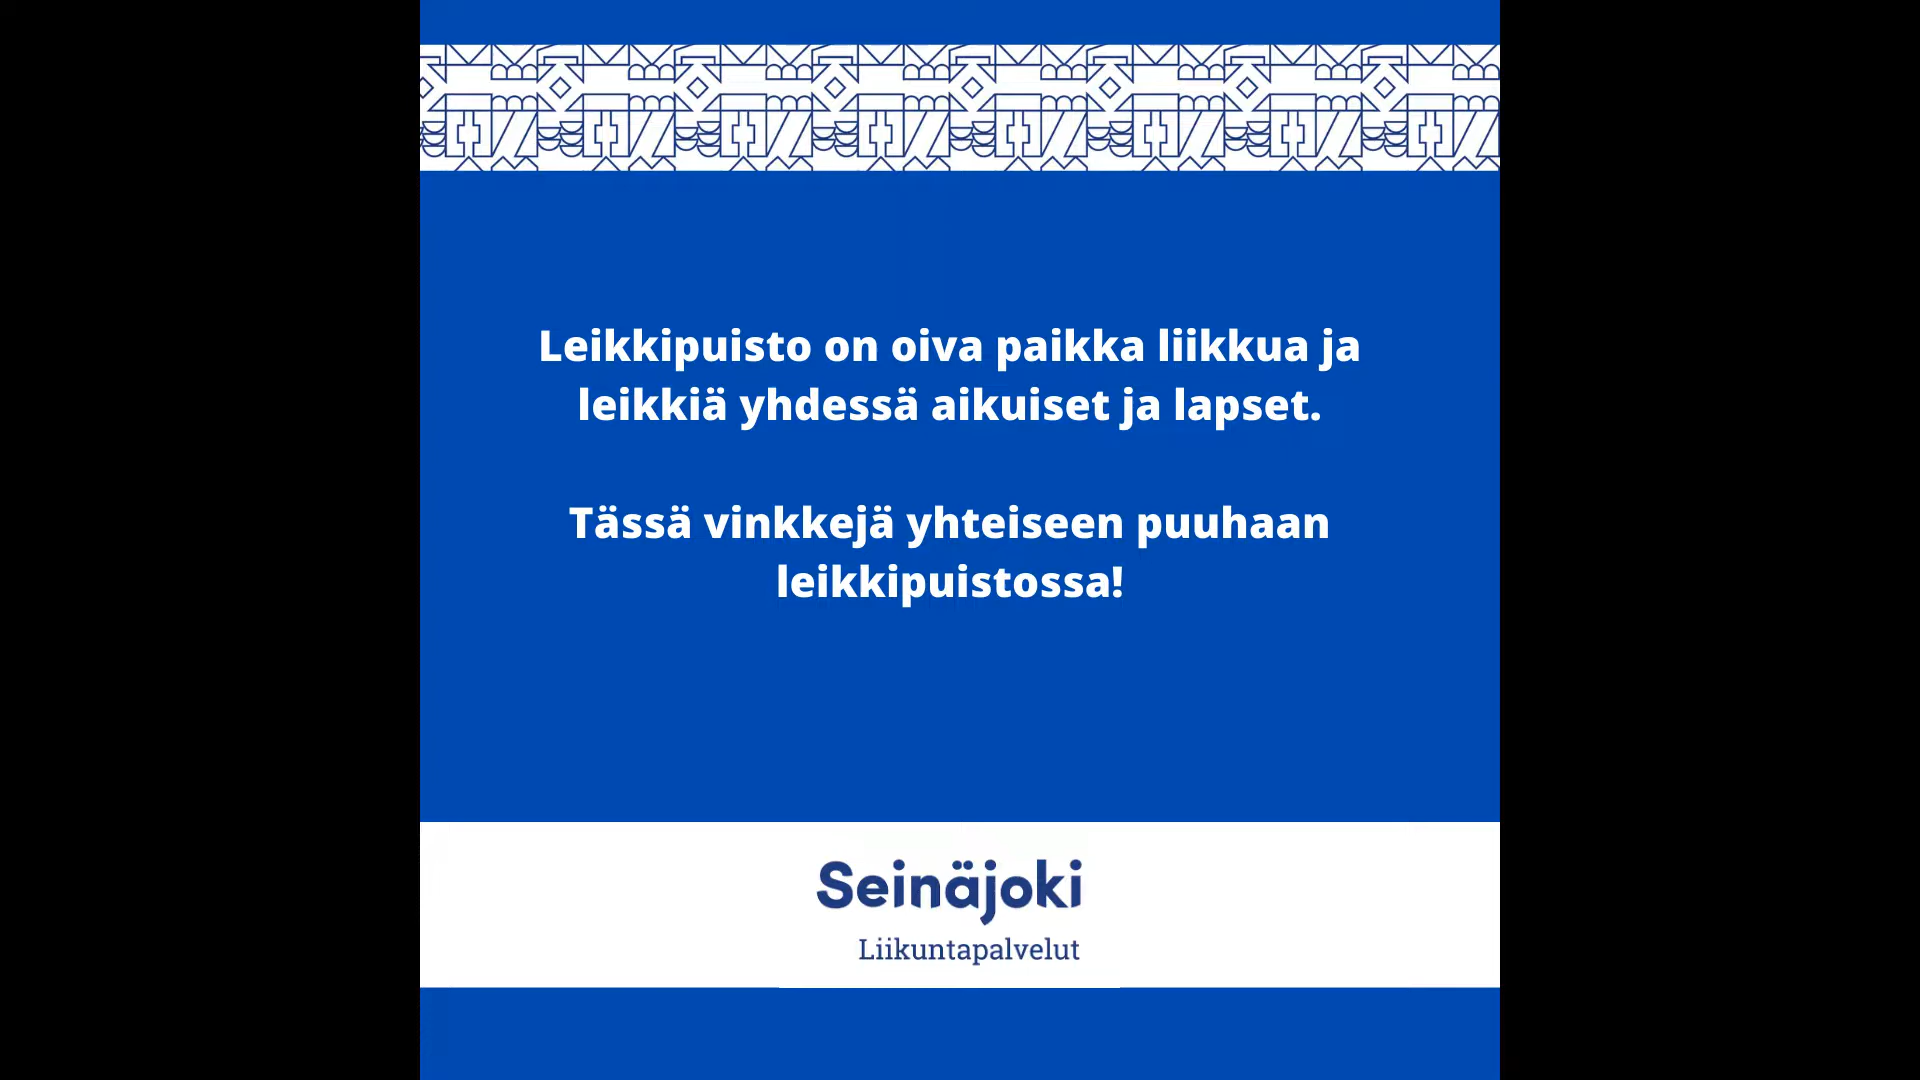 Leikkipuisto on oiva paikka liikkua ja
leikkiä yhdessä aikuiset ja lapset.
Tässä vinkkejä yhteiseen puuhaan
leikkipuistossa!
Seinäjoki
Liikuntapalvelut